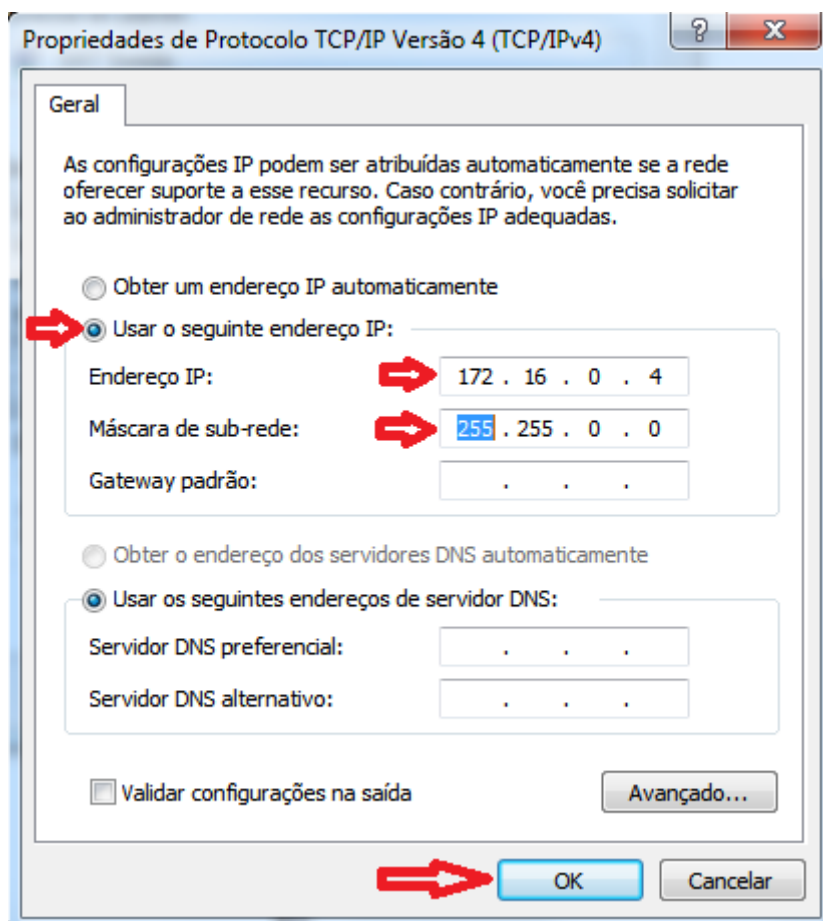 Propriedades de Protocolo TCP/IP Versão 4 (TCP/IPv4)
Geral
As configurações IP podem ser atribuídas automaticamente se a rede
oferecer suporte a esse recurso. Caso contrário, você precisa solicitar
ao administrador de rede as configurações IP adequadas.
Obter um endereço IP automaticamente
Usar o seguinte endereço IP:
Endereço IP: 172 . 16 . 0 . 4
Máscara de sub-rede: 255 . 255 . 0 . 0
Gateway padrão: . . .
Obter o endereço dos servidores DNS automaticamente
Usar os seguintes endereços de servidor DNS:
Servidor DNS preferencial: . . .
Servidor DNS alternativo: . . .
Validar configurações na saída Avançado...
OK Cancelar